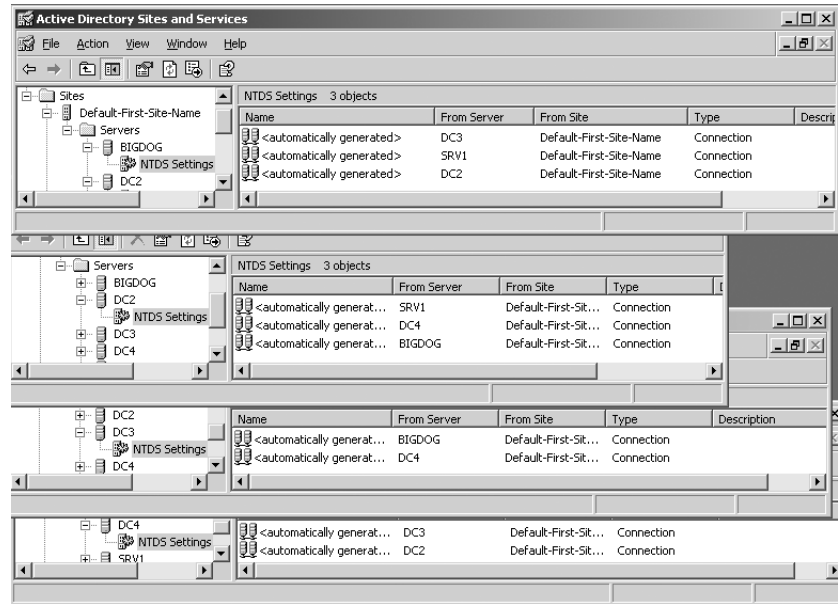 Active Directory Sites and Services
File Action View Window Help
Sites
Default-First-Site-Name
Servers
BIGDOG
NTDS Settings
DC2
NTDS Settings 3 objects
Name From Server From Site Type Descrip
<automatically generated> DC3 Default-First-Site-Name Connection
<automatically generated> SRV1 Default-First-Site-Name Connection
<automatically generated> DC2 Default-First-Site-Name Connection
Servers
BIGDOG
DC2
NTDS Settings
DC3
DC4
NTDS Settings 3 objects
Name From Server From Site Type
<automatically generat... SRV1 Default-First-Sit... Connection
<automatically generat... DC4 Default-First-Sit... Connection
<automatically generat... BIGDOG Default-First-Sit... Connection
DC2
DC3
NTDS Settings
DC4
Name From Server From Site Type Description
<automatically generat... BIGDOG Default-First-Sit... Connection
<automatically generat... DC4 Default-First-Sit... Connection
DC4
NTDS Settings
SRV1
<automatically generat... DC3 Default-First-Sit... Connection
<automatically generat... DC2 Default-First-Sit... Connection